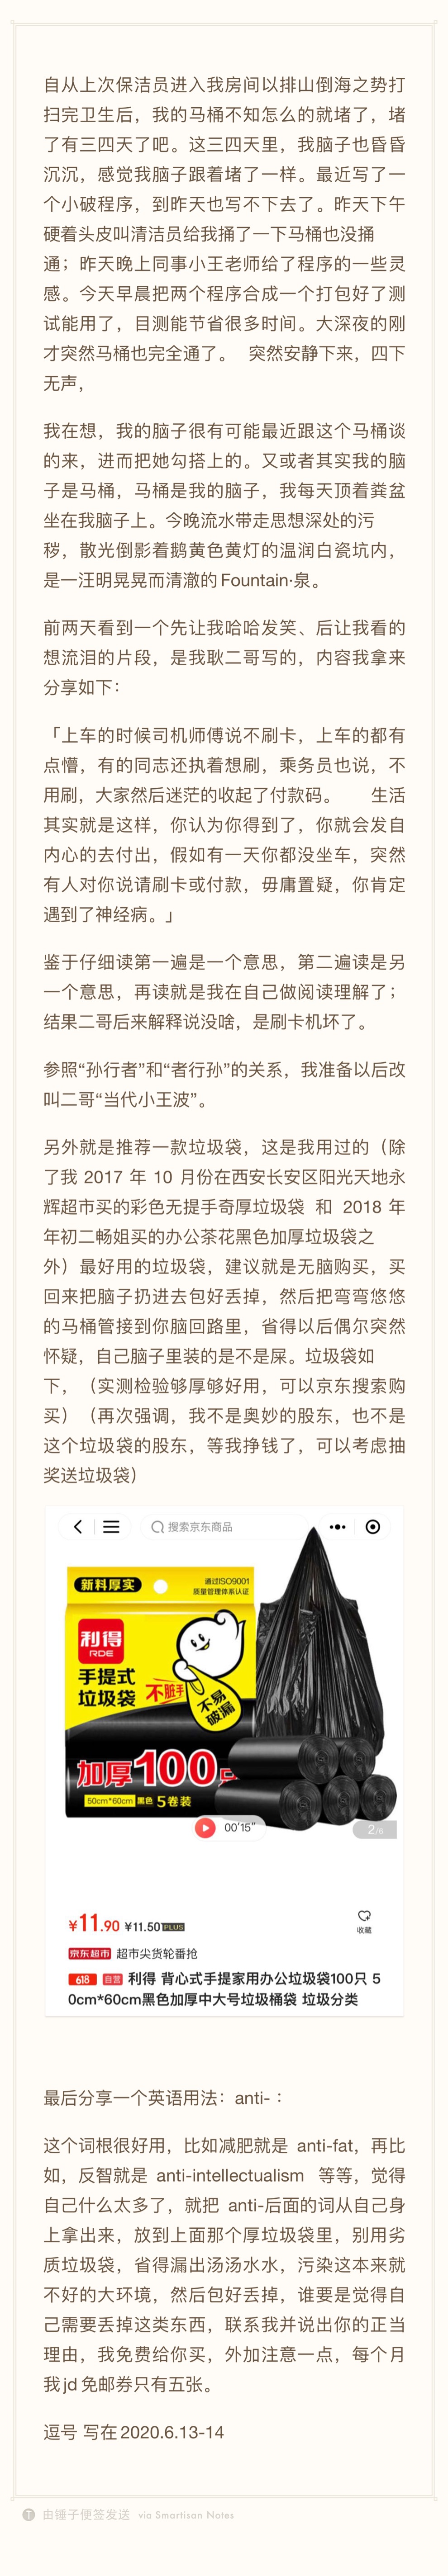 自从上次保洁员进入我房间以排山倒海之势打
扫完卫生后，我的马桶不知怎么的就堵了，堵
了有三四天了吧。这三四天里，我脑子也昏昏
沉沉，感觉我脑子跟着堵了一样。最近写了一
个小破程序，到昨天也写不下去了。昨天下午
硬着头皮叫清洁员给我捅了一下马桶也没捅
通；昨天晚上同事小王老师给了程序的一些灵
感。今天早晨把两个程序合成一个打包好了测
试能用了，目测能节省很多时间。大深夜的刚
才突然马桶也完全通了。 突然安静下来，四下
无声，
我在想，我的脑子很有可能最近跟这个马桶谈
的来，进而把她勾搭上的。又或者其实我的脑
子是马桶，马桶是我的脑子，我每天顶着粪盆
坐在我脑子上。今晚流水带走思想深处的污
秽，散光倒影着鹅黄色黄灯的温润白瓷坑内，
是一汪明晃晃而清澈的Fountain·泉。
前两天看到一个先让我哈哈发笑、后让我看的
想流泪的片段，是我耿二哥写的，内容我拿来
分享如下：
「上车的时候司机师傅说不刷卡，上车的都有
点懵，有的同志还执着想刷，乘务员也说，不
用刷，大家然后迷茫的收起了付款码。 生活
其实就是这样，你认为你得到了，你就会发自
内心的去付出，假如有一天你都没坐车，突然
有人对你说请刷卡或付款，毋庸置疑，你肯定
遇到了神经病。」
鉴于仔细读第一遍是一个意思，第二遍读是另
一个意思，再读就是我在自己做阅读理解了；
结果二哥后来解释说没啥，是刷卡机坏了。
参照“孙行者”和“者行孙”的关系，我准备以后改
叫二哥“当代小王波”。
另外就是推荐一款垃圾袋，这是我用过的（除
了我 2017 年 10 月份在西安长安区阳光天地永
辉超市买的彩色无提手奇厚垃圾袋 和 2018 年
年初二畅姐买的办公茶花黑色加厚垃圾袋之
外）最好用的垃圾袋，建议就是无脑购买，买
回来把脑子扔进去包好丢掉，然后把弯弯悠悠
的马桶管接到你脑回路里，省得以后偶尔突然
怀疑，自己脑子里装的是不是屎。垃圾袋如
下，（实测检验够厚够好用，可以京东搜索购
买）（再次强调，我不是奥妙的股东，也不是
这个垃圾袋的股东，等我挣钱了，可以考虑抽
奖送垃圾袋）
搜索京东商品
新料厚实
通过ISO9001
质量管理体系认证
利得
RDE
手提式
垃圾袋
不脏手
不易
破漏
加厚100只
50cm*60cm 黑色 5卷装
00'15"
2/6
¥11.90 ¥11.50 PLUS
收藏
京东超市 超市尖货轮番抢
618 自营 利得 背心式手提家用办公垃圾袋100只 5
0cm*60cm黑色加厚中大号垃圾桶袋 垃圾分类
最后分享一个英语用法：anti-：
这个词根很好用，比如减肥就是 anti-fat，再比
如，反智就是 anti-intellectualism 等等，觉得
自己什么太多了，就把 anti-后面的词从自己身
上拿出来，放到上面那个厚垃圾袋里，别用劣
质垃圾袋，省得漏出汤汤水水，污染这本来就
不好的大环境，然后包好丢掉，谁要是觉得自
己需要丢掉这类东西，联系我并说出你的正当
理由，我免费给你买，外加注意一点，每个月
我jd免邮券只有五张。
逗号 写在2020.6.13-14
由锤子便签发送 via Smartisan Notes